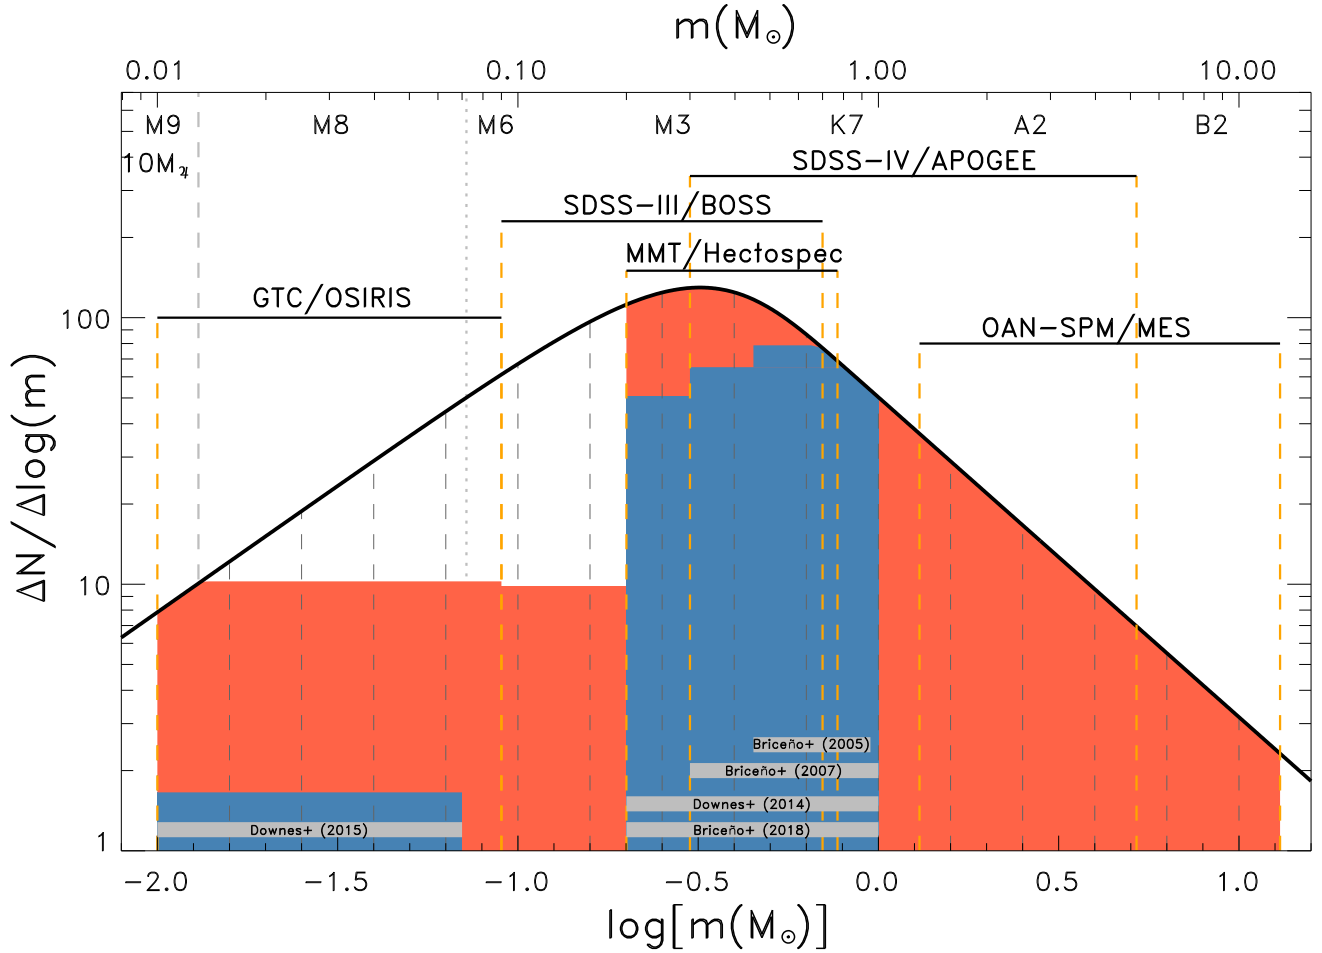 m(M☉)
0.01 0.10 1.00 10.00
M9 M8 M6 M3 K7 A2 B2
10M♃
SDSS-IV/APOGEE
SDSS-III/BOSS
MMT/Hectospec
GTC/OSIRIS
OAN-SPM/MES
100
10
1
ΔN/Δlog(m)
Briceño+ (2005)
Briceño+ (2007)
Downes+ (2014)
Downes+ (2015)
Briceño+ (2018)
-2.0 -1.5 -1.0 -0.5 0.0 0.5 1.0
log[m(M☉)]